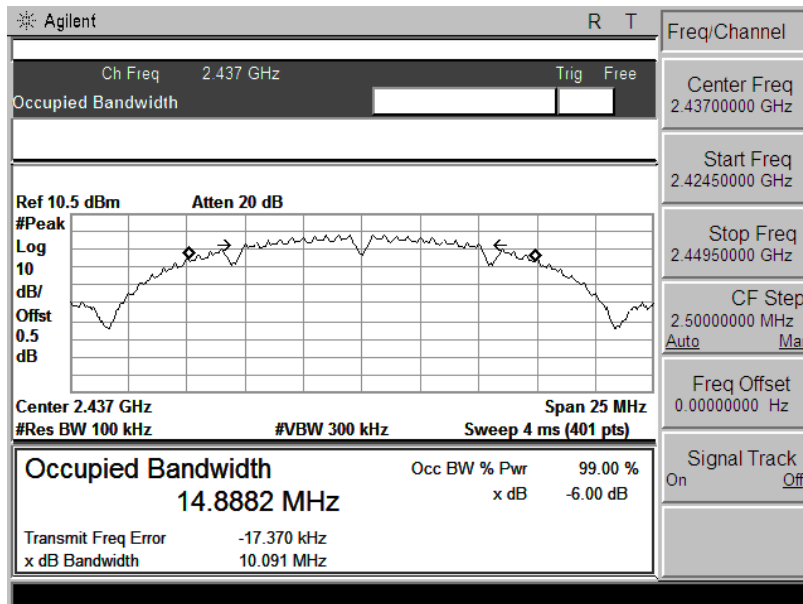 Agilent R T
Freq/Channel
Ch Freq 2.437 GHz Trig Free
Occupied Bandwidth
Center Freq
2.43700000 GHz
Start Freq
2.42450000 GHz
Stop Freq
2.44950000 GHz
CF Step
2.50000000 MHz
Auto Ma
Freq Offset
0.00000000 Hz
Signal Track
On Off
Ref 10.5 dBm Atten 20 dB
#Peak
Log
10
dB/
Offst
0.5
dB
Center 2.437 GHz Span 25 MHz
#Res BW 100 kHz #VBW 300 kHz Sweep 4 ms (401 pts)
Occupied Bandwidth
14.8882 MHz
Occ BW % Pwr 99.00 %
x dB -6.00 dB
Transmit Freq Error -17.370 kHz
x dB Bandwidth 10.091 MHz